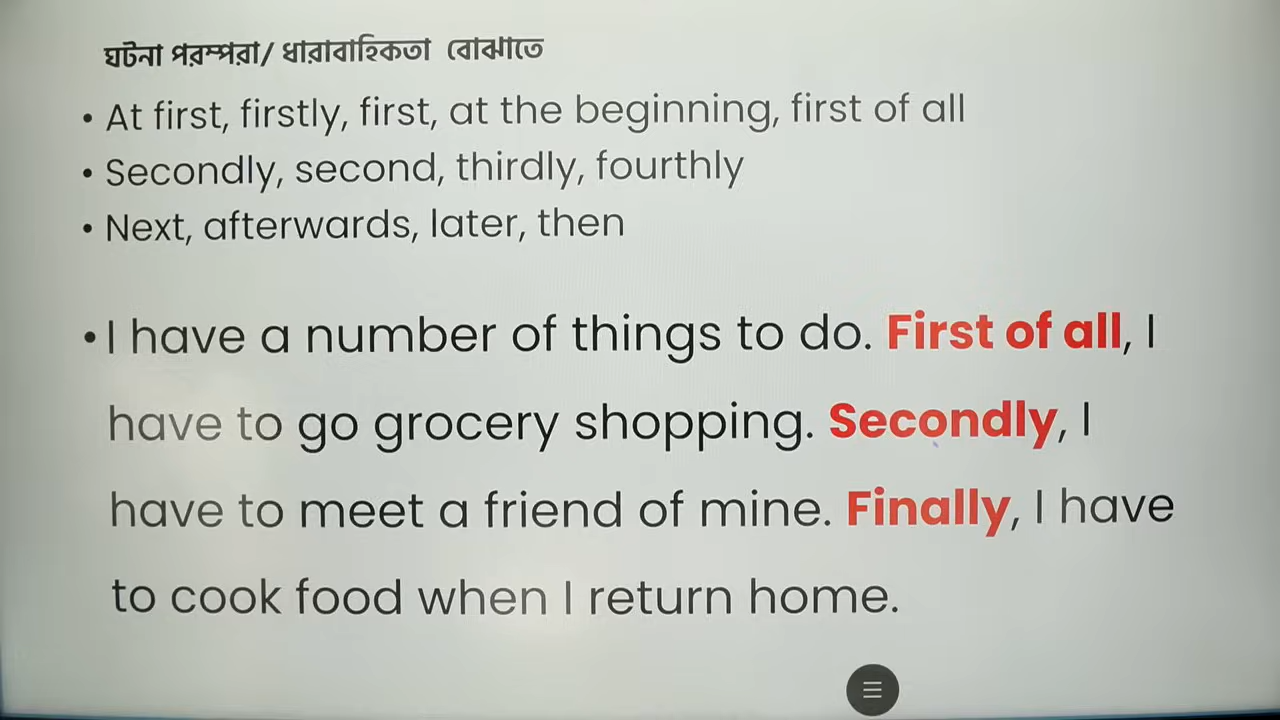 ঘটনা পরম্পরা/ ধারাবাহিকতা বোঝাতে
• At first, firstly, first, at the beginning, first of all
• Secondly, second, thirdly, fourthly
• Next, afterwards, later, then
• I have a number of things to do. First of all, I
have to go grocery shopping. Secondly, I
have to meet a friend of mine. Finally, I have
to cook food when I return home.